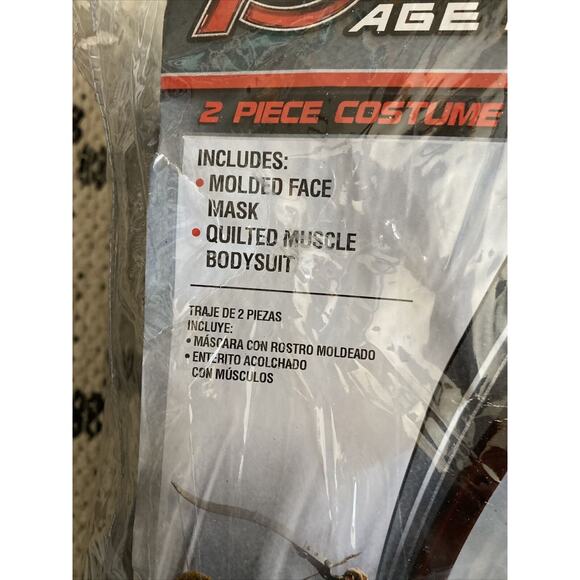 AGE
2 PIECE COSTUME
INCLUDES:
• MOLDED FACE
MASK
• QUILTED MUSCLE
BODYSUIT
TRAJE DE 2 PIEZAS
INCLUYE:
• MÁSCARA CON ROSTRO MOLDEADO
• ENTERITO ACOLCHADO
CON MÚSCULOS